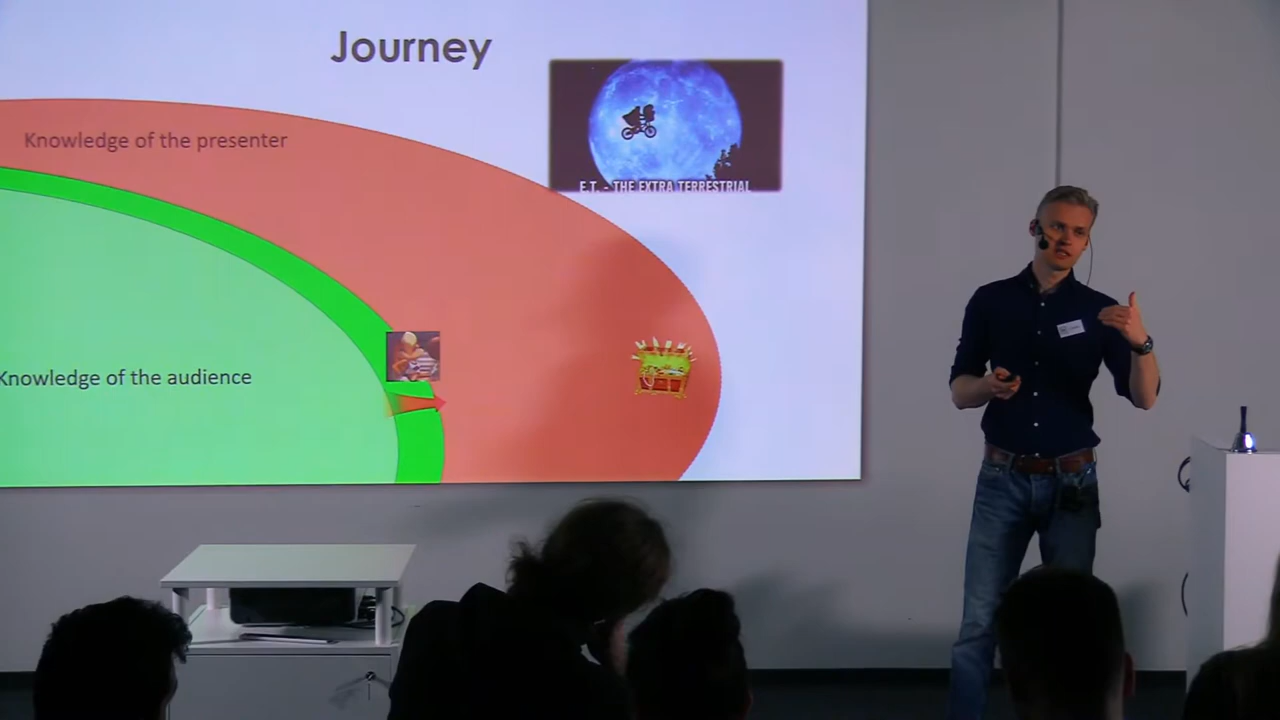 Journey
Knowledge of the presenter
E.T. - THE EXTRA TERRESTRIAL
Knowledge of the audience